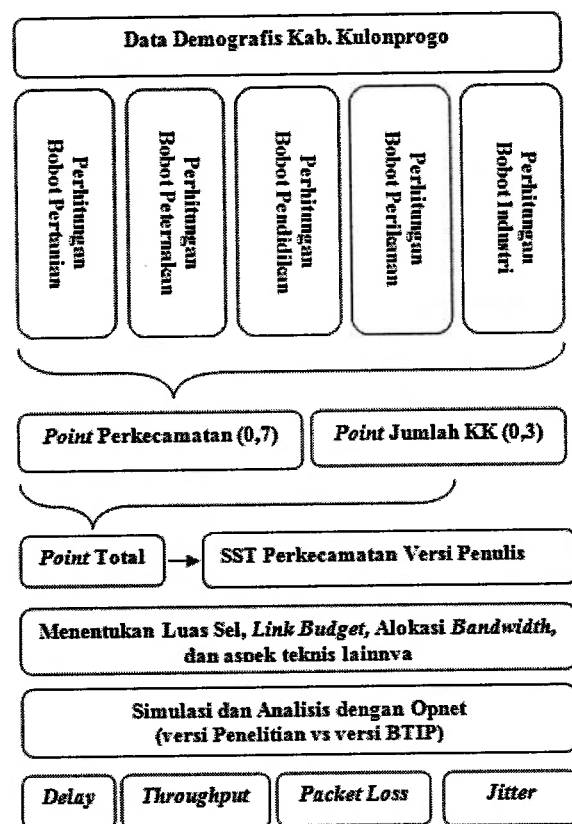 Data Demografis Kab. Kulonprogo
Perhitungan
Bobot Pertanian
Perhitungan
Bobot Peternakan
Perhitungan
Bobot Pendidikan
Perhitungan
Bobot Perikanan
Perhitungan
Bobot Industri
Point Perkecamatan (0,7)
Point Jumlah KK (0,3)
Point Total
SST Perkecamatan Versi Penulis
Menentukan Luas Sel, Link Budget, Alokasi Bandwidth,
dan aspek teknis lainnya
Simulasi dan Analisis dengan Opnet
(versi Penelitian vs versi BTIP)
Delay
Throughput
Packet Loss
Jitter